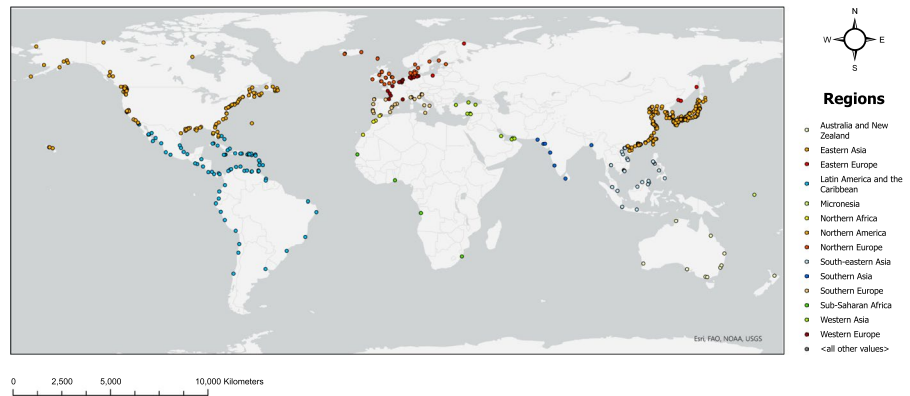 N
W E
S
Regions
Australia and New
Zealand
Eastern Asia
Eastern Europe
Latin America and the
Caribbean
Micronesia
Northern Africa
Northern America
Northern Europe
South-eastern Asia
Southern Asia
Southern Europe
Sub-Saharan Africa
Western Asia
Western Europe
<all other values>
Esri, FAO, NOAA, USGS
0 2,500 5,000 10,000 Kilometers